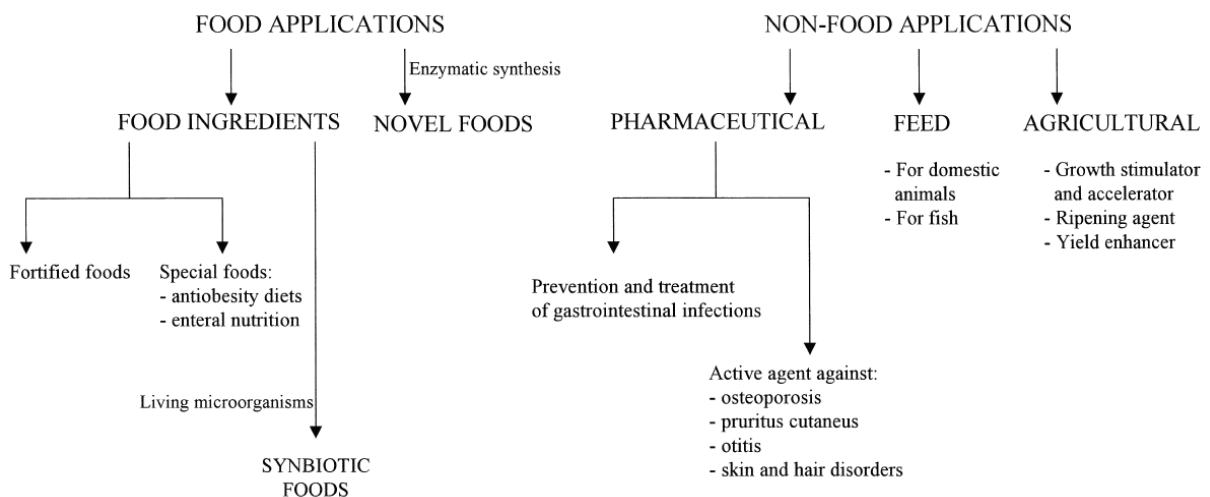 FOOD APPLICATIONS
Enzymatic synthesis
FOOD INGREDIENTS
NOVEL FOODS
Fortified foods
Special foods:
- antiobesity diets
- enteral nutrition
Living microorganisms
SYNBIOTIC
FOODS
NON-FOOD APPLICATIONS
PHARMACEUTICAL
FEED
AGRICULTURAL
- For domestic
animals
- For fish
- Growth stimulator
and accelerator
- Ripening agent
- Yield enhancer
Prevention and treatment
of gastrointestinal infections
Active agent against:
- osteoporosis
- pruritus cutaneus
- otitis
- skin and hair disorders